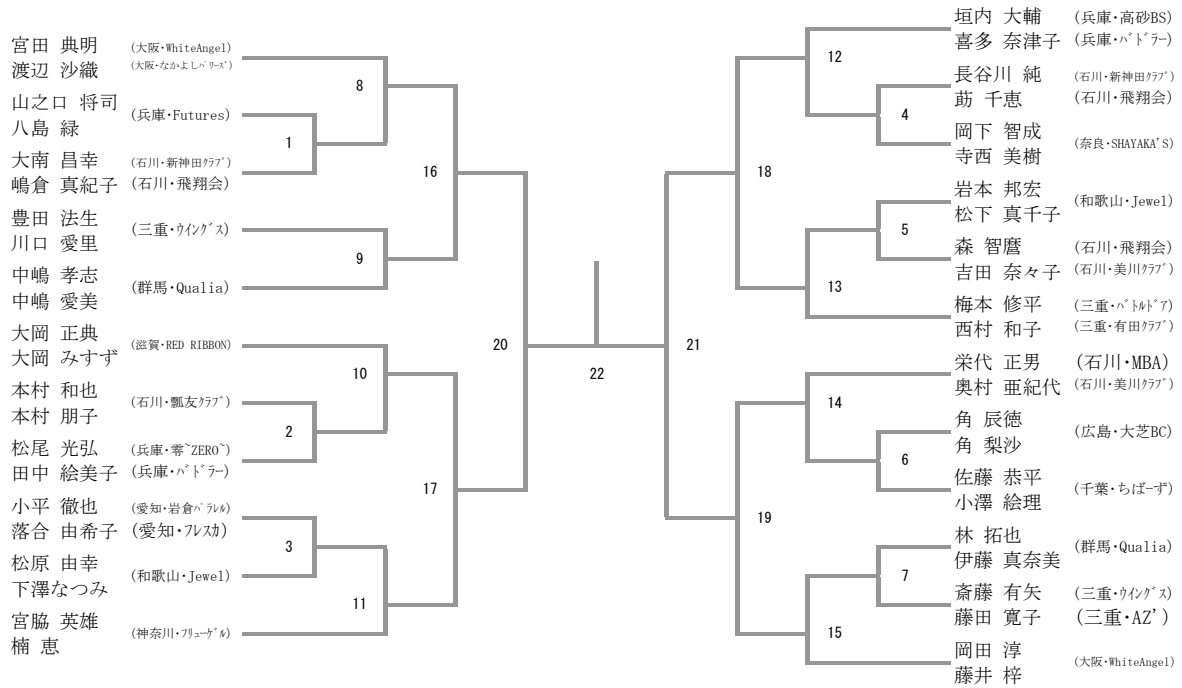 宮田 典明 (大阪・WhiteAngel)
渡辺 沙織 (大阪・なかよしﾊﾞﾘｰｽﾞ)
8
山之口 将司
八島 緑
(兵庫・Futures)
1
大南 昌幸 (石川・新神田ｸﾗﾌﾞ)
嶋倉 真紀子 (石川・飛翔会)
16
豊田 法生
川口 愛里
(三重・ｳｲﾝｸﾞｽ)
9
中嶋 孝志
中嶋 愛美
(群馬・Qualia)
20
大岡 正典
大岡 みすず
(滋賀・RED RIBBON)
10
本村 和也
本村 朋子
(石川・瓢友ｸﾗﾌﾞ)
2
松尾 光弘 (兵庫・零~ZERO~)
田中 絵美子 (兵庫・ﾊﾞﾄﾞﾗｰ)
17
小平 徹也 (愛知・岩倉ﾊﾟﾗﾚﾙ)
落合 由希子 (愛知・ﾌﾚｽｶ)
3
松原 由幸
下澤なつみ
(和歌山・Jewel)
11
宮脇 英雄
楠 恵
(神奈川・ﾌﾘｭｰｹﾞﾙ)
22
垣内 大輔 (兵庫・高砂BS)
喜多 奈津子 (兵庫・ﾊﾞﾄﾞﾗｰ)
12
長谷川 純 (石川・新神田ｸﾗﾌﾞ)
莇 千恵 (石川・飛翔会)
4
岡下 智成
寺西 美樹
(奈良・SHAYAKA'S)
18
岩本 邦宏
松下 真千子
(和歌山・Jewel)
5
森 智麿 (石川・飛翔会)
吉田 奈々子 (石川・美川ｸﾗﾌﾞ)
13
梅本 修平 (三重・ﾊﾞﾄﾙﾄﾞｱ)
西村 和子 (三重・有田ｸﾗﾌﾞ)
21
栄代 正男 (石川・MBA)
奥村 亜紀代 (石川・美川ｸﾗﾌﾞ)
14
角 辰徳
角 梨沙
(広島・大芝BC)
6
佐藤 恭平
小澤 絵理
(千葉・ちばーず)
19
林 拓也
伊藤 真奈美
(群馬・Qualia)
7
斎藤 有矢 (三重・ｳｲﾝｸﾞｽ)
藤田 寛子 (三重・AZ')
15
岡田 淳
藤井 梓
(大阪・WhiteAngel)